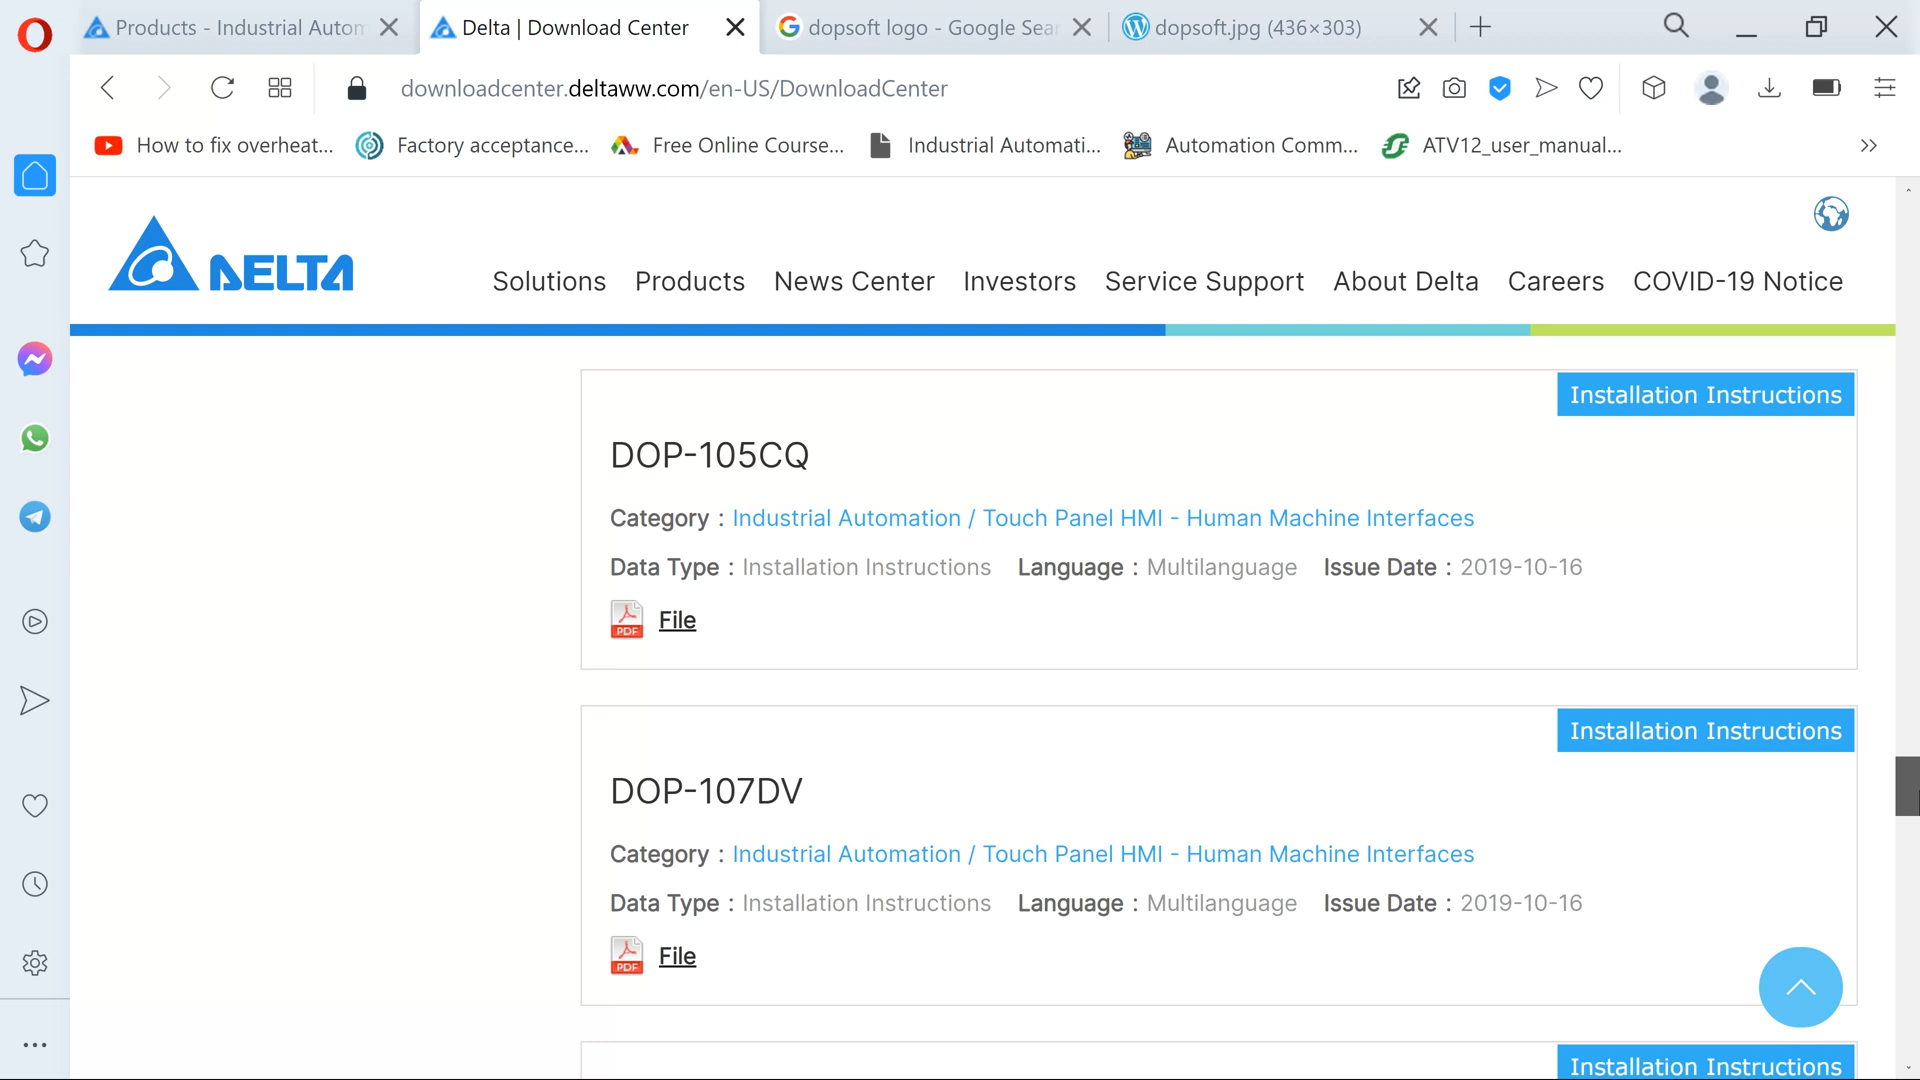 Products - Industrial Autom
Delta | Download Center
dopsoft logo - Google Sear
dopsoft.jpg (436×303)
downloadcenter.deltaww.com/en-US/DownloadCenter
How to fix overheat...
Factory acceptance...
Free Online Course...
Industrial Automati...
Automation Comm...
ATV12_user_manual...
DELTA
Solutions
Products
News Center
Investors
Service Support
About Delta
Careers
COVID-19 Notice
Installation Instructions
DOP-105CQ
Category : Industrial Automation / Touch Panel HMI - Human Machine Interfaces
Data Type : Installation Instructions Language : Multilanguage Issue Date : 2019-10-16
PDF File
Installation Instructions
DOP-107DV
Category : Industrial Automation / Touch Panel HMI - Human Machine Interfaces
Data Type : Installation Instructions Language : Multilanguage Issue Date : 2019-10-16
PDF File
Installation Instructions